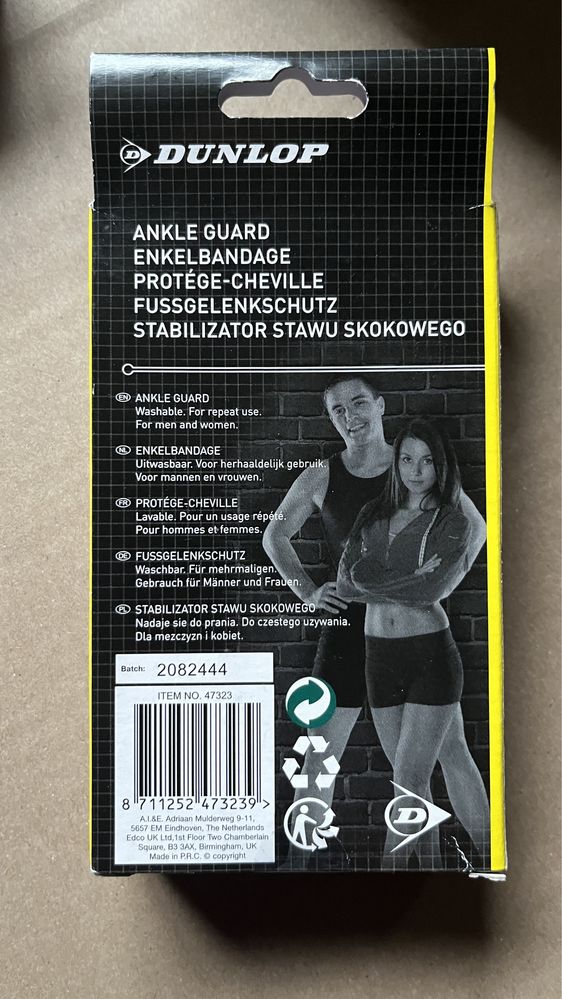 DUNLOP
ANKLE GUARD
ENKELBANDAGE
PROTÉGE-CHEVILLE
FUSSGELENKSCHUTZ
STABILIZATOR STAWU SKOKOWEGO
EN ANKLE GUARD
Washable. For repeat use.
For men and women.
NL ENKELBANDAGE
Uitwasbaar. Voor herhaaldelijk gebruik.
Voor mannen en vrouwen.
FR PROTÉGE-CHEVILLE
Lavable. Pour un usage répété.
Pour hommes et femmes.
DE FUSSGELENKSCHUTZ
Waschbar. Für mehrmaligen.
Gebrauch für Männer und Frauen.
PL STABILIZATOR STAWU SKOKOWEGO
Nadaje sie do prania. Do czestego uzywania.
Dla mezczyzn i kobiet.
Batch: 2082444
ITEM NO. 47323
8 711252 473239 >
A.I.&E. Adriaan Mulderweg 9-11,
5657 EM Eindhoven, The Netherlands
Edco UK Ltd,1st Floor Two Chamberlain
Square, B3 3AX, Birmingham, UK
Made in P.R.C. © copyright